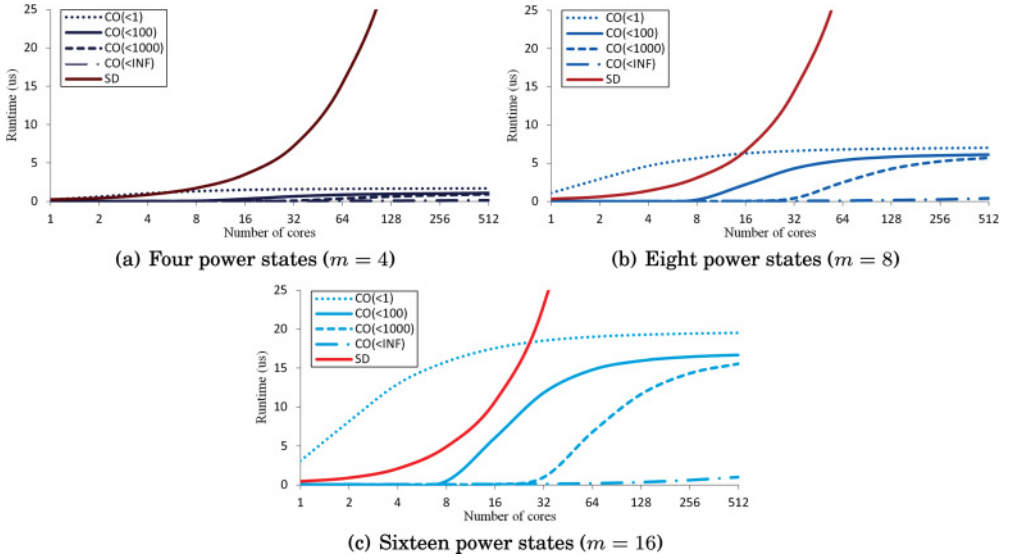 25
20
15
10
5
0
Runtime (us)
CO(<1)
CO(<100)
CO(<1000)
CO(<INF)
SD
1 2 4 8 16 32 64 128 256 512
Number of cores
(a) Four power states (m = 4)
25
20
15
10
5
0
Runtime (us)
CO(<1)
CO(<100)
CO(<1000)
CO(<INF)
SD
1 2 4 8 16 32 64 128 256 512
Number of cores
(b) Eight power states (m = 8)
25
20
15
10
5
0
Runtime (us)
CO(<1)
CO(<100)
CO(<1000)
CO(<INF)
SD
1 2 4 8 16 32 64 128 256 512
Number of cores
(c) Sixteen power states (m = 16)